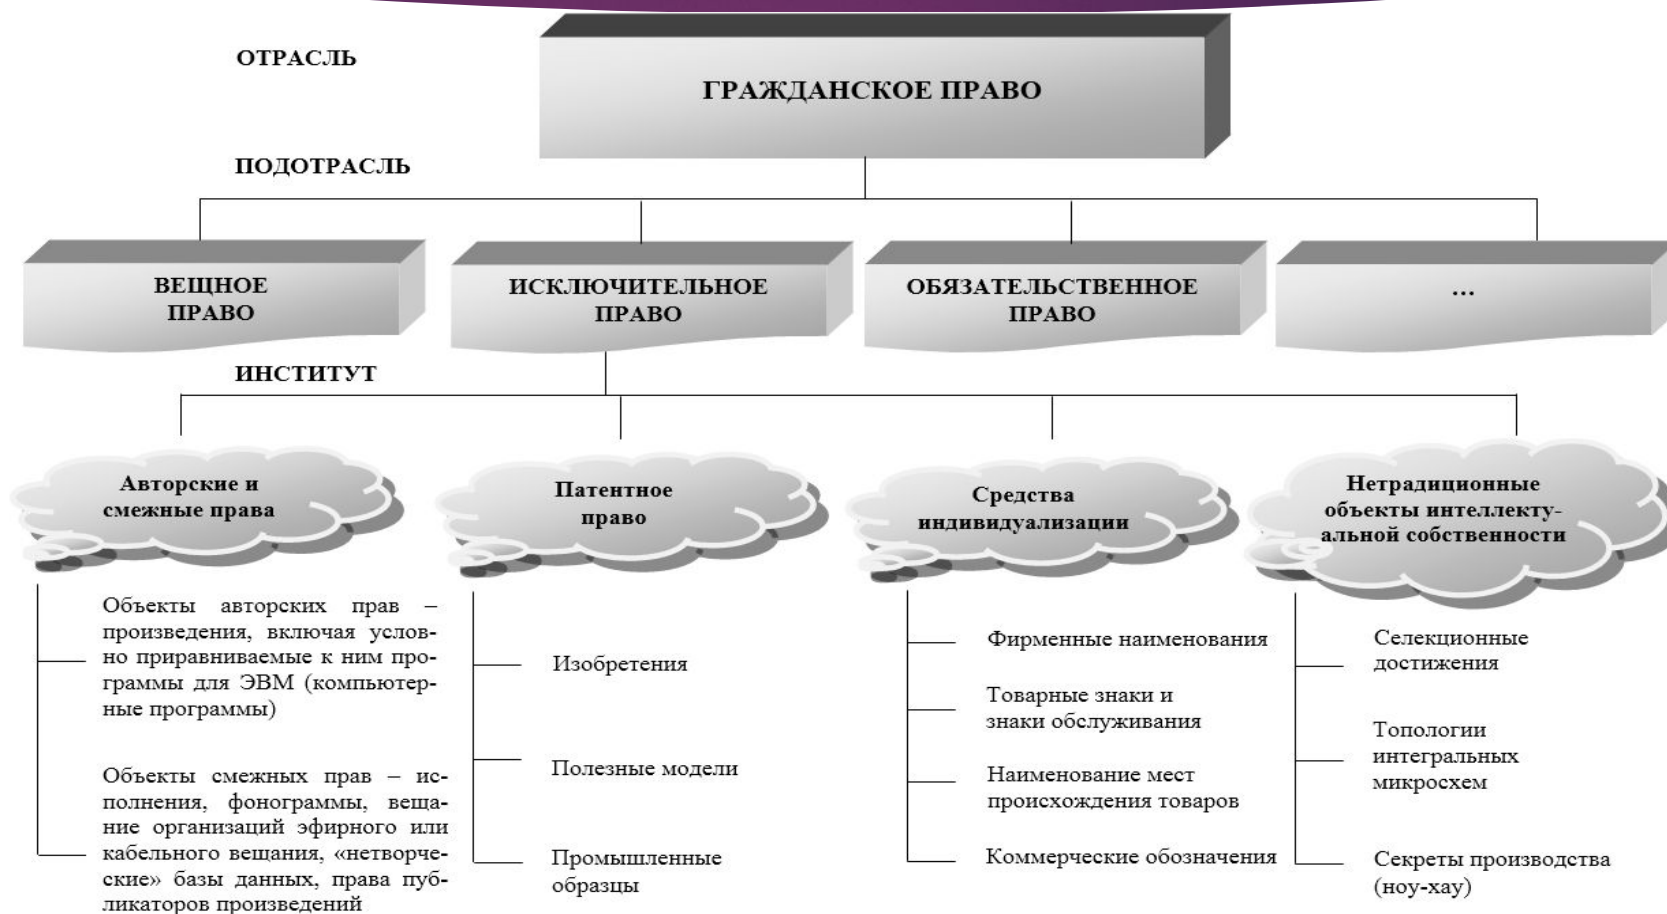 ОТРАСЛЬ
ГРАЖДАНСКОЕ ПРАВО
ПОДОТРАСЛЬ
ВЕЩНОЕ
ПРАВО
ИСКЛЮЧИТЕЛЬНОЕ
ПРАВО
ОБЯЗАТЕЛЬСТВЕННОЕ
ПРАВО
...
ИНСТИТУТ
Авторские и
смежные права
Патентное
право
Средства
индивидуализации
Нетрадиционные
объекты интеллекту-
альной собственности
Объекты авторских прав –
произведения, включая услов-
но приравниваемые к ним про-
граммы для ЭВМ (компьютер-
ные программы)
Объекты смежных прав – ис-
полнения, фонограммы, веща-
ние организаций эфирного или
кабельного вещания, «нетворче-
ские» базы данных, права пуб-
ликаторов произведений
Изобретения
Полезные модели
Промышленные
образцы
Фирменные наименования
Товарные знаки и
знаки обслуживания
Наименование мест
происхождения товаров
Коммерческие обозначения
Селекционные
достижения
Топологии
интегральных
микросхем
Секреты производства
(ноу-хау)